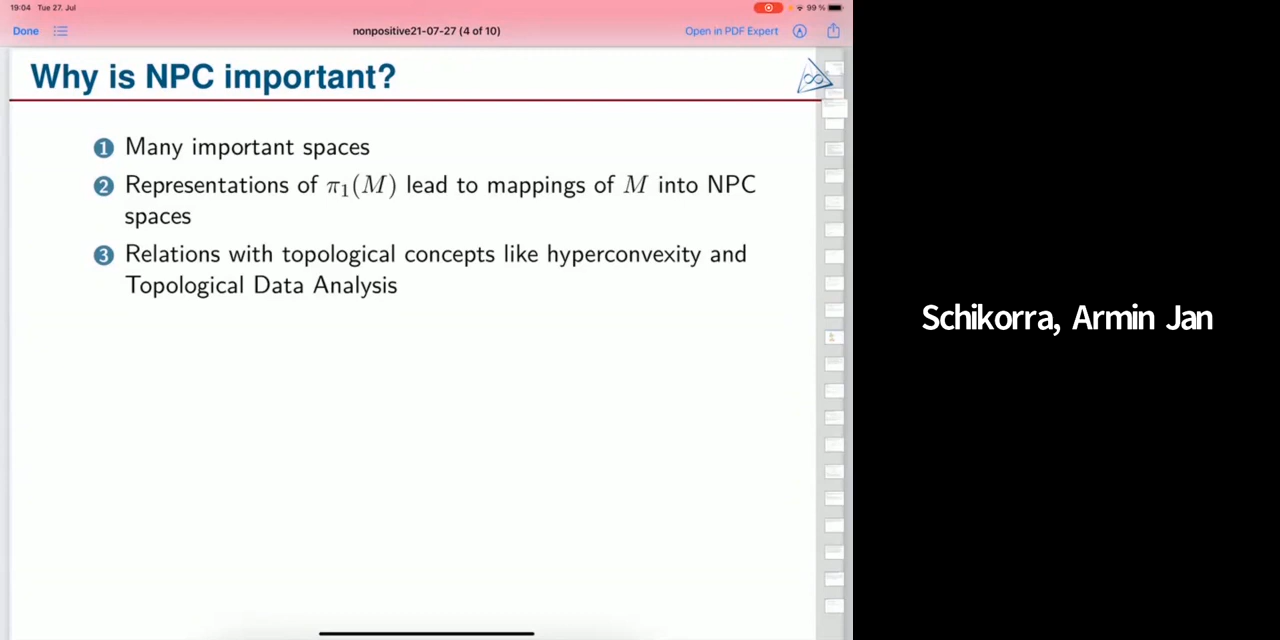 19:04 Tue 27. Jul
99 %
Done
nonpositive21-07-27 (4 of 10)
Open in PDF Expert
Why is NPC important?
∞
1 Many important spaces
2 Representations of π₁(M) lead to mappings of M into NPC
spaces
3 Relations with topological concepts like hyperconvexity and
Topological Data Analysis
Schikorra, Armin Jan